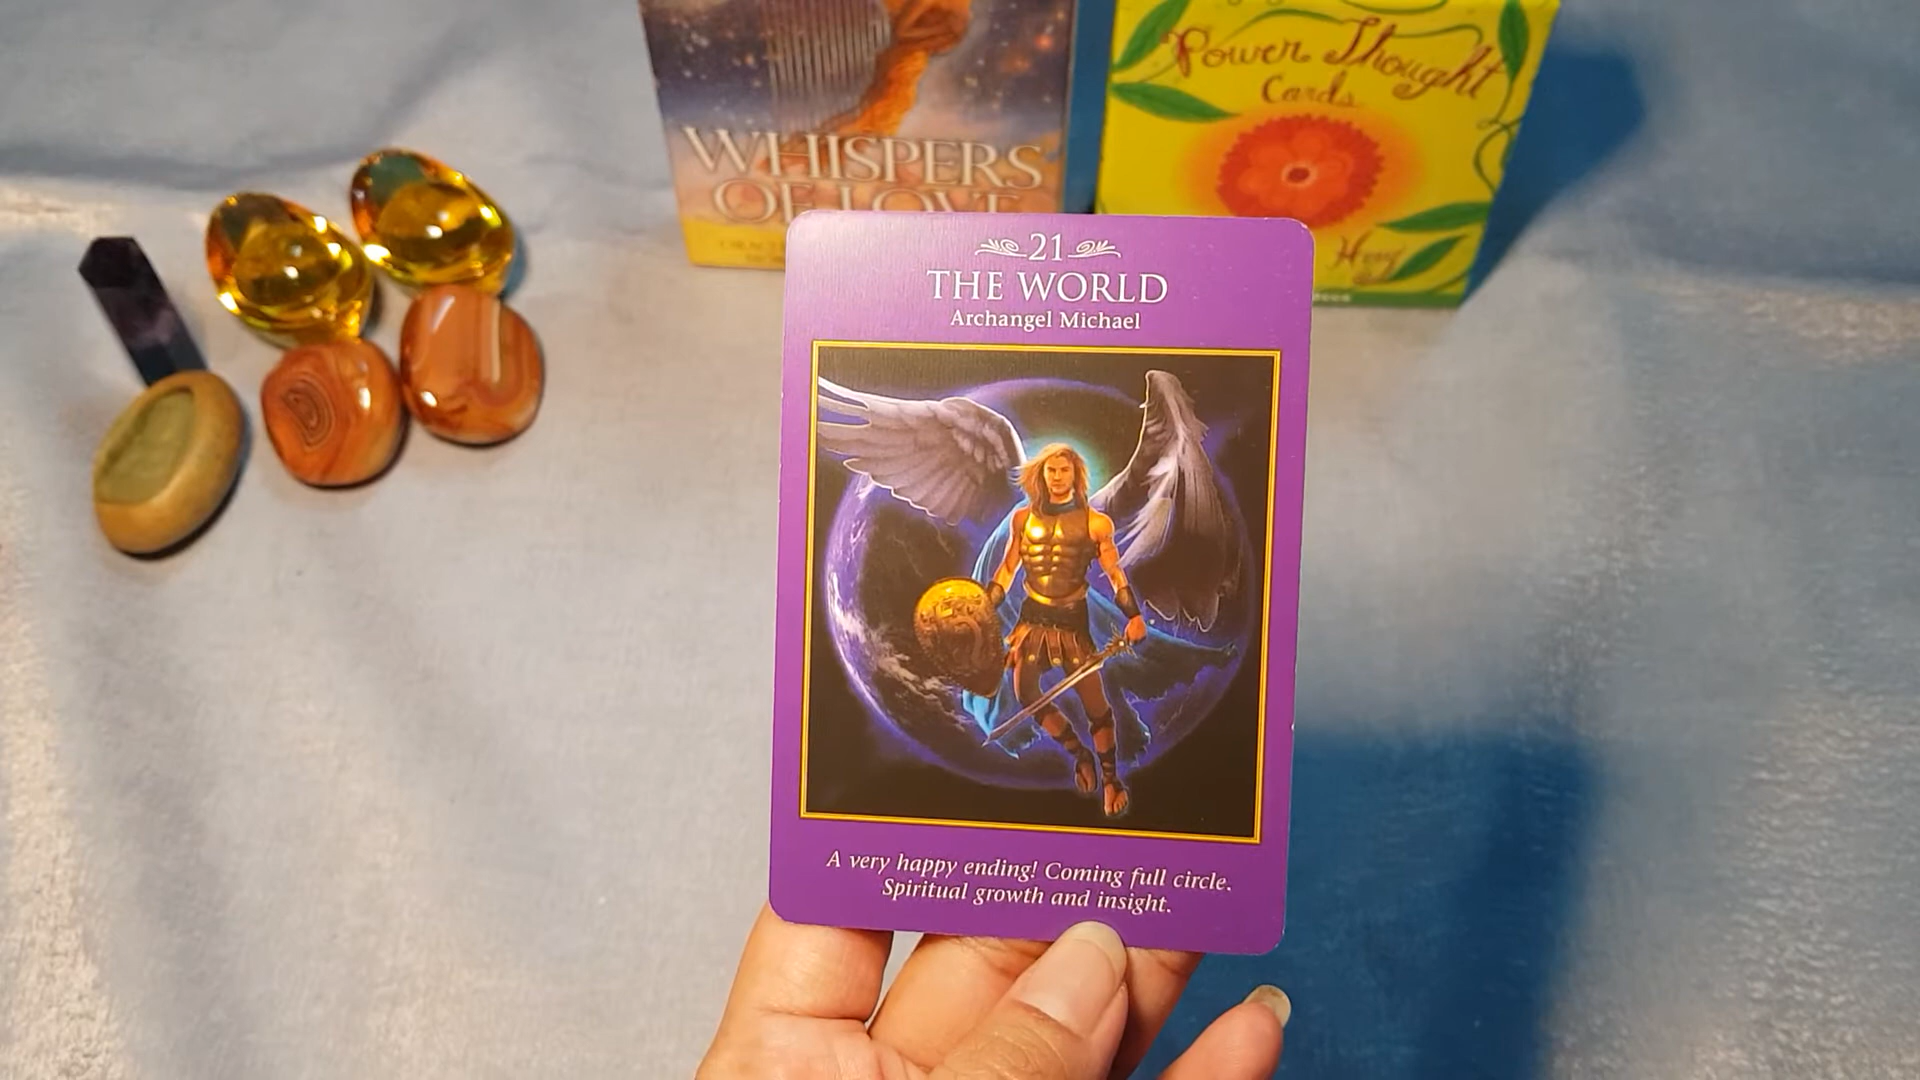 Power Thought
Cards
WHISPERS
OF LOVE
21
THE WORLD
Archangel Michael
A very happy ending! Coming full circle.
Spiritual growth and insight.